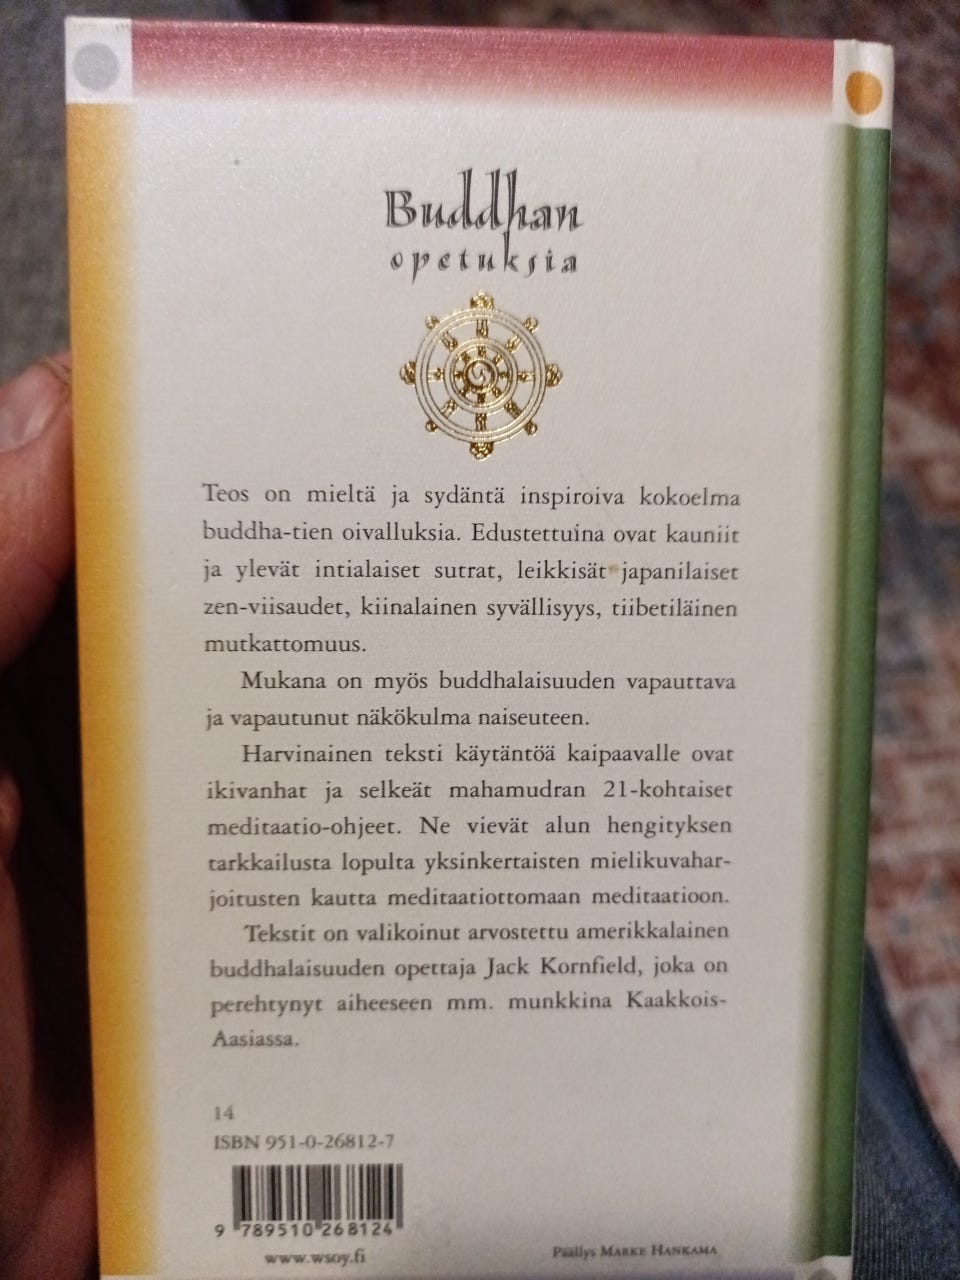 Buddhan
opetuksia
Teos on mieltä ja sydäntä inspiroiva kokoelma
buddha-tien oivalluksia. Edustettuina ovat kauniit
ja ylevät intialaiset sutrat, leikkisät japanilaiset
zen-viisaudet, kiinalainen syvällisyys, tiibetiläinen
mutkattomuus.
Mukana on myös buddhalaisuuden vapauttava
ja vapautunut näkökulma naiseuteen.
Harvinainen teksti käytäntöä kaipaavalle ovat
ikivanhat ja selkeät mahamudran 21-kohtaiset
meditaatio-ohjeet. Ne vievät alun hengityksen
tarkkailusta lopulta yksinkertaisten mielikuvahar-
joitusten kautta meditaatiottomaan meditaatioon.
Tekstit on valikoinut arvostettu amerikkalainen
buddhalaisuuden opettaja Jack Kornfield, joka on
perehtynyt aiheeseen mm. munkkina Kaakkois-
Aasiassa.
14
ISBN 951-0-26812-7
9 789510 268124
www.wsoy.fi
Päällys MARKE HANKAMA